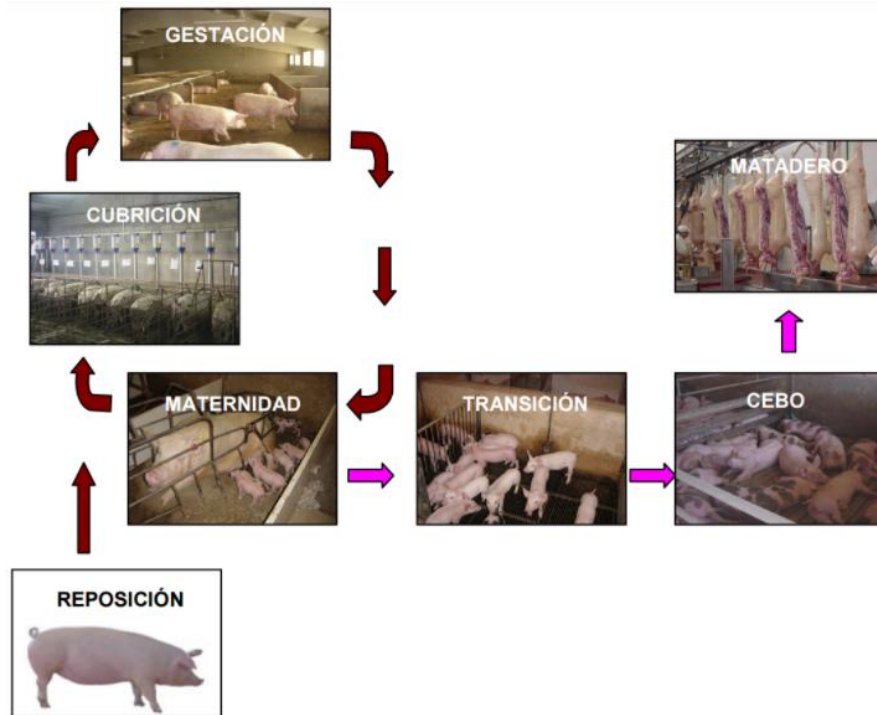 GESTACIÓN
MATADERO
CUBRICIÓN
MATERNIDAD
TRANSICIÓN
CEBO
REPOSICIÓN